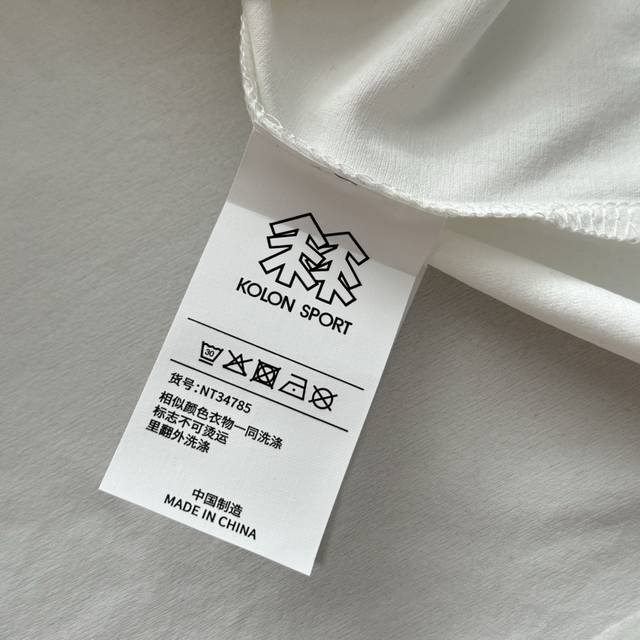 KOLON SPORT
30
货号:NT34785
相似颜色衣物一同洗涤
标志不可烫运
里翻外洗涤
中国制造
MADE IN CHINA